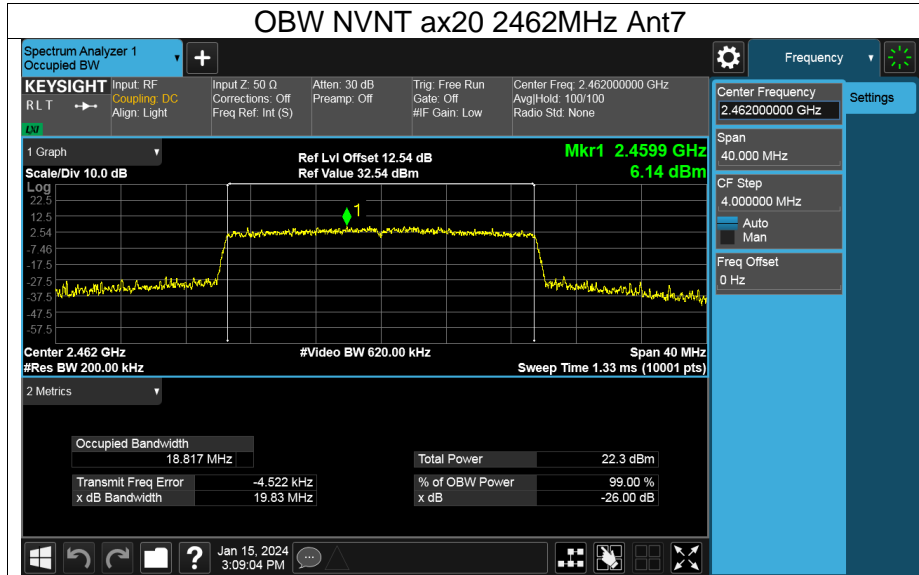 OBW NVNT ax20 2462MHz Ant7
Spectrum Analyzer 1
Occupied BW
+
Frequency
KEYSIGHT
RLT
LXI
Input: RF
Coupling: DC
Align: Light
Input Z: 50 Ω
Corrections: Off
Freq Ref: Int (S)
Atten: 30 dB
Preamp: Off
Trig: Free Run
Gate: Off
#IF Gain: Low
Center Freq: 2.462000000 GHz
Avg|Hold: 100/100
Radio Std: None
Center Frequency
2.462000000 GHz
Settings
Span
40.000 MHz
CF Step
4.000000 MHz
Auto
Man
Freq Offset
0 Hz
1 Graph
Ref Lvl Offset 12.54 dB
Mkr1 2.4599 GHz
Scale/Div 10.0 dB
Ref Value 32.54 dBm
6.14 dBm
Log
22.5
12.5
2.54
-7.46
-17.5
-27.5
-37.5
-47.5
-57.5
1
Center 2.462 GHz
#Video BW 620.00 kHz
Span 40 MHz
#Res BW 200.00 kHz
Sweep Time 1.33 ms (10001 pts)
2 Metrics
Occupied Bandwidth
18.817 MHz
Total Power 22.3 dBm
Transmit Freq Error -4.522 kHz
% of OBW Power 99.00 %
x dB Bandwidth 19.83 MHz
x dB -26.00 dB
?
Jan 15, 2024
3:09:04 PM